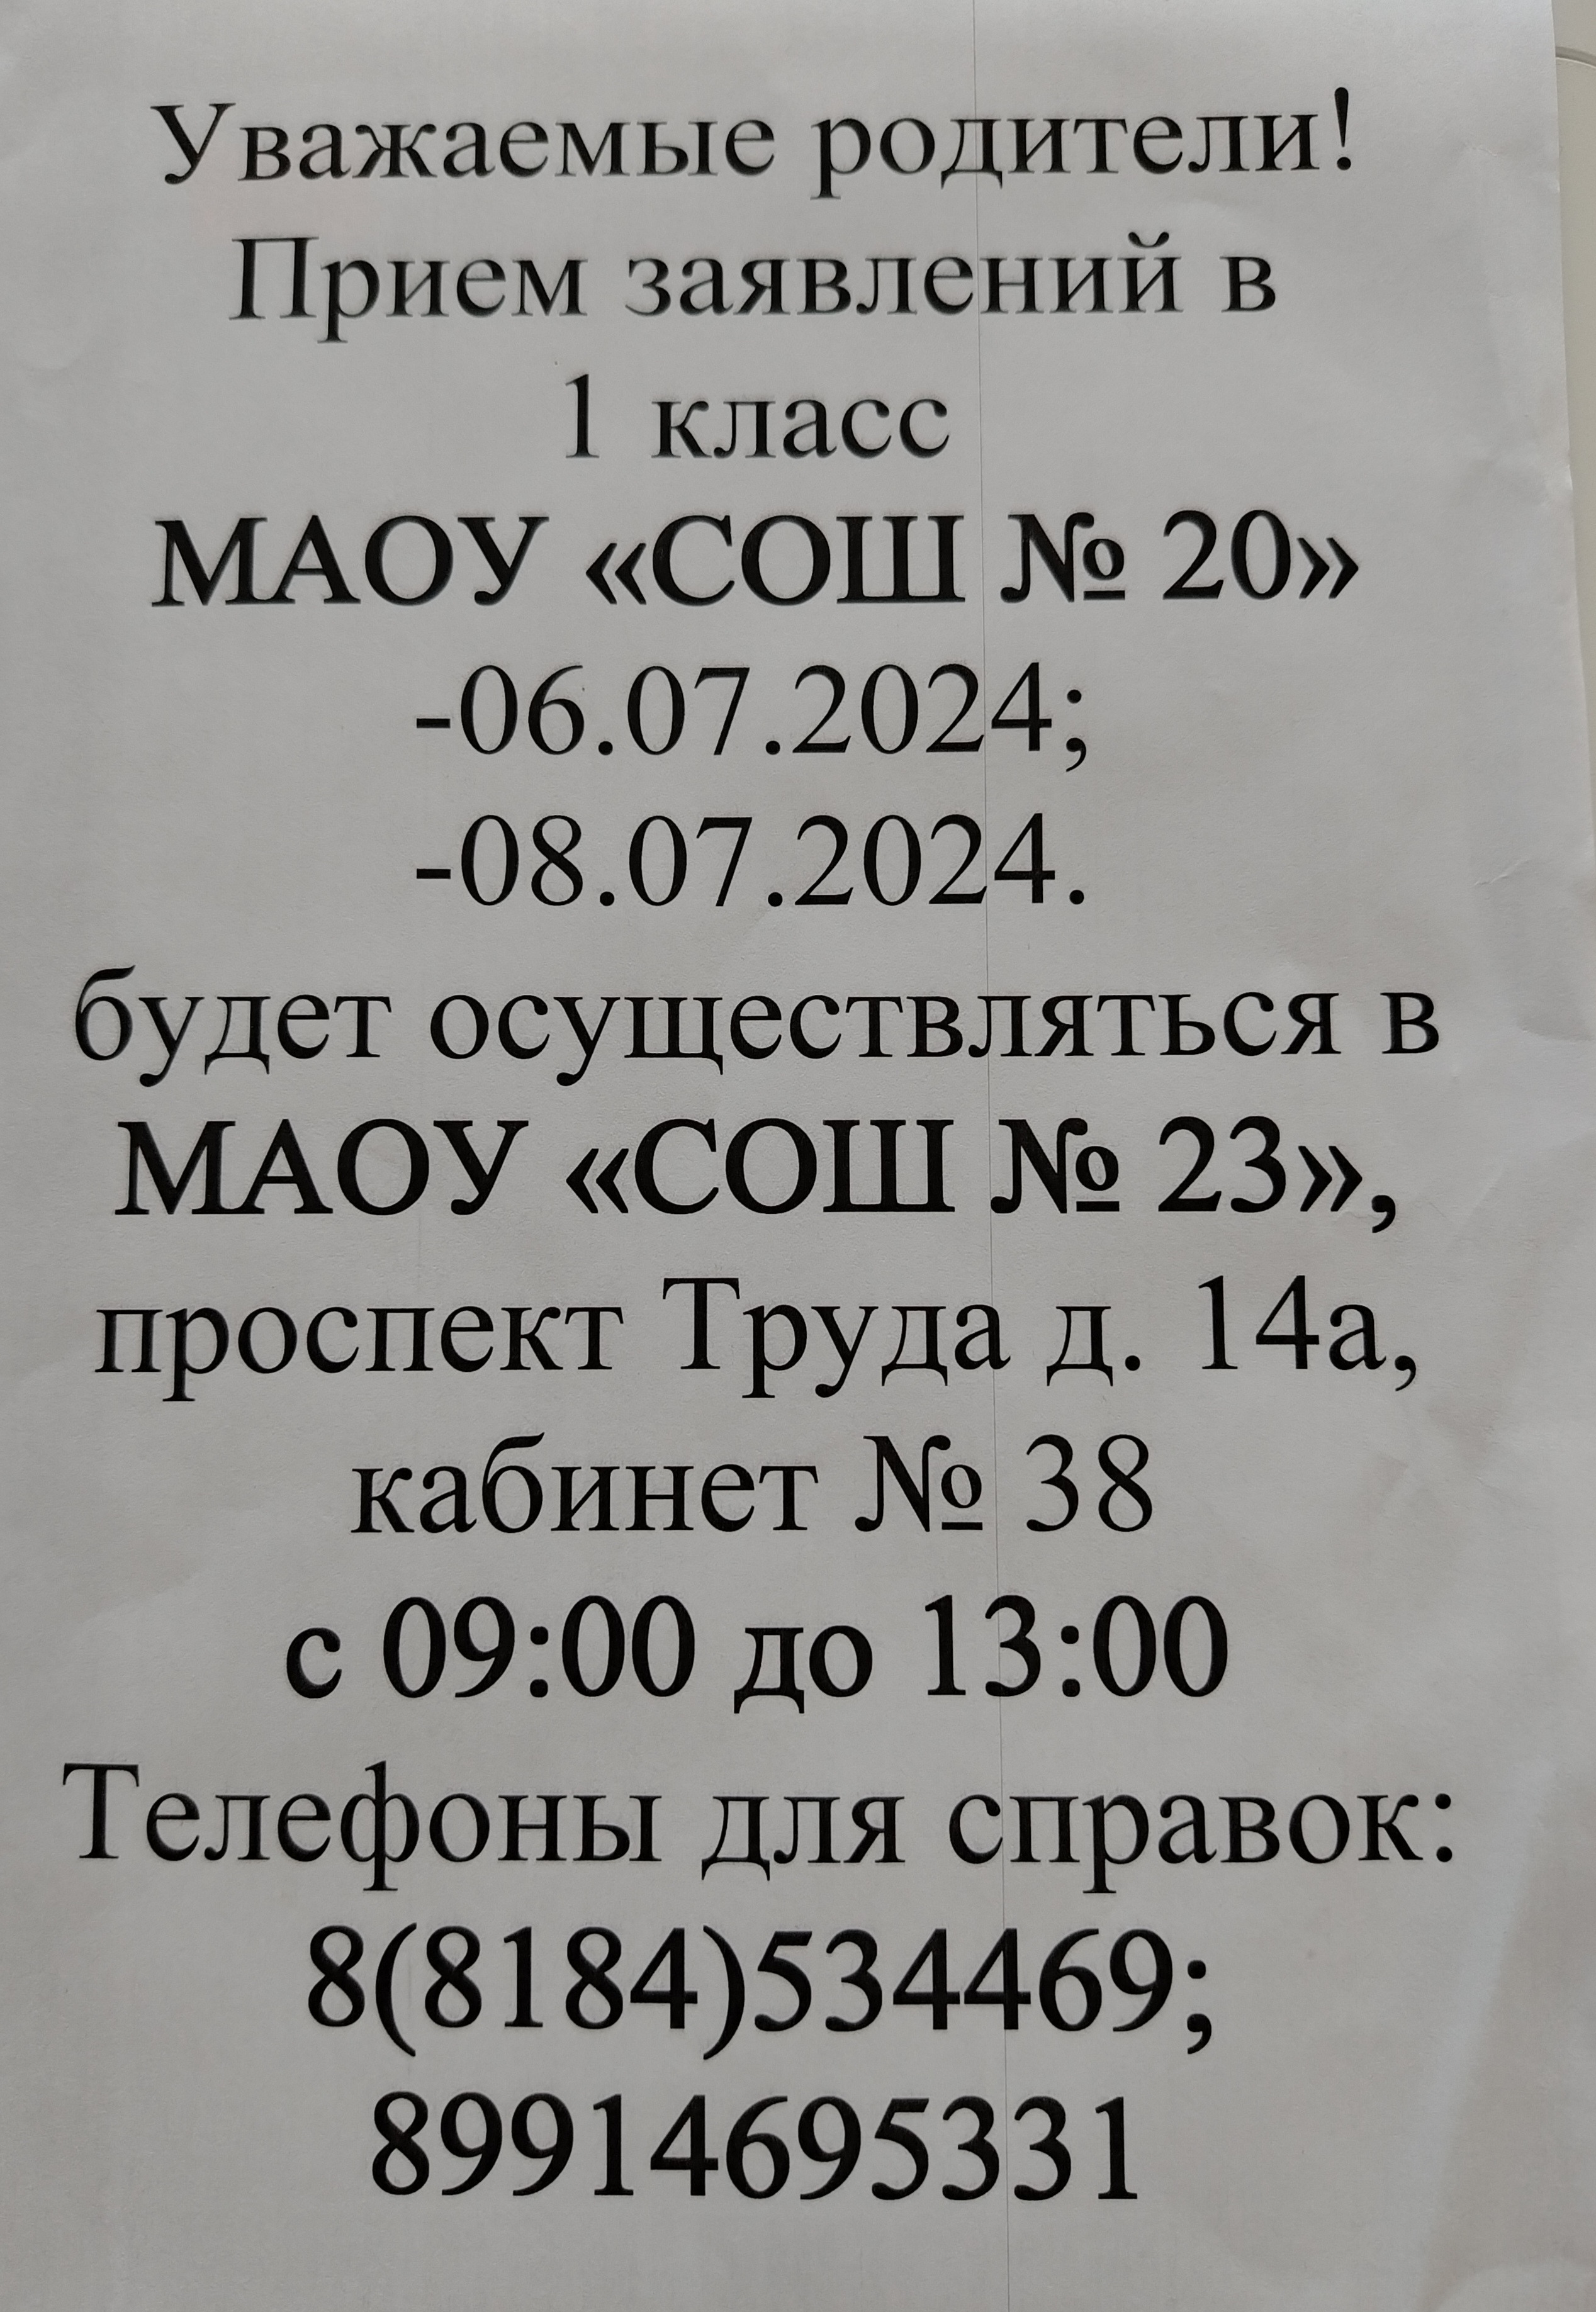 Уважаемые родители!
Прием заявлений в
1 класс
МАОУ «СОШ № 20»
-06.07.2024;
-08.07.2024.
будет осуществляться в
МАОУ «СОШ № 23»,
проспект Труда д. 14а,
кабинет № 38
с 09:00 до 13:00
Телефоны для справок:
8(8184)534469;
89914695331